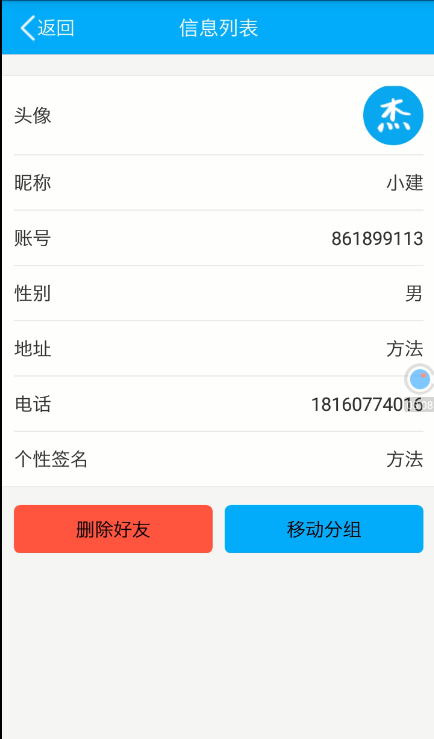 返回
信息列表
头像
杰
昵称 小建
账号 861899113
性别 男
地址 方法
电话 18160774016
个性签名 方法
删除好友 移动分组